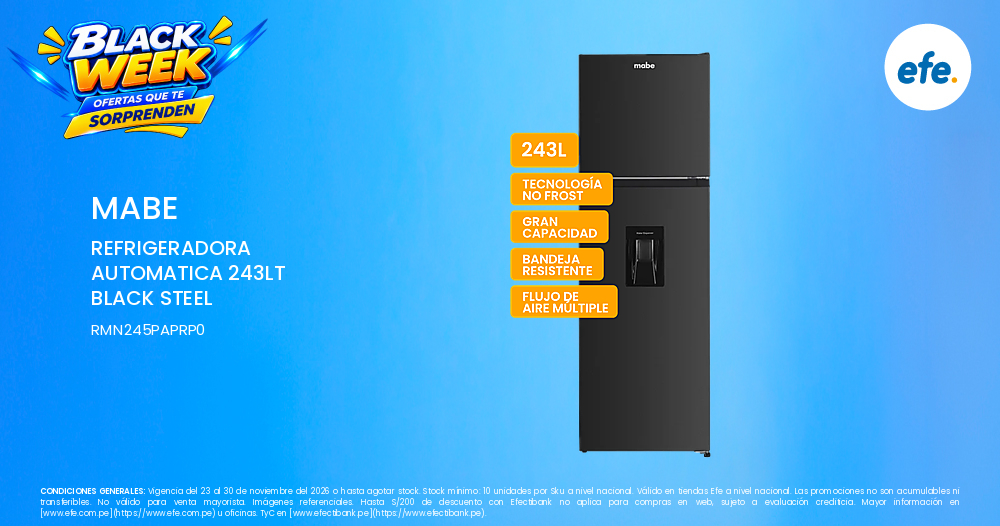 BLACK
WEEK
OFERTAS QUE TE
SORPRENDEN
efe.
mabe
243L
TECNOLOGÍA
NO FROST
GRAN
CAPACIDAD
BANDEJA
RESISTENTE
FLUJO DE
AIRE MÚLTIPLE
MABE
REFRIGERADORA
AUTOMATICA 243LT
BLACK STEEL
RMN245PAPRP0
CONDICIONES GENERALES: Vigencia del 23 al 30 de noviembre del 2026 o hasta agotar stock. Stock minimo: 10 unidades por Sku a nivel nacional. Válido en tiendas Efe a nivel nacional. Las promociones no son acumulables ni
transferibles. No válido para venta mayorista. Imágenes referenciales. Hasta S/200 de descuento con Efectibank no aplica para compras en web, sujeto a evaluación crediticia. Mayor información en
[www.efe.com.pe](https://www.efe.com.pe) u oficinas. TyC en [www.efectibank.pe](https://www.efectibank.pe).